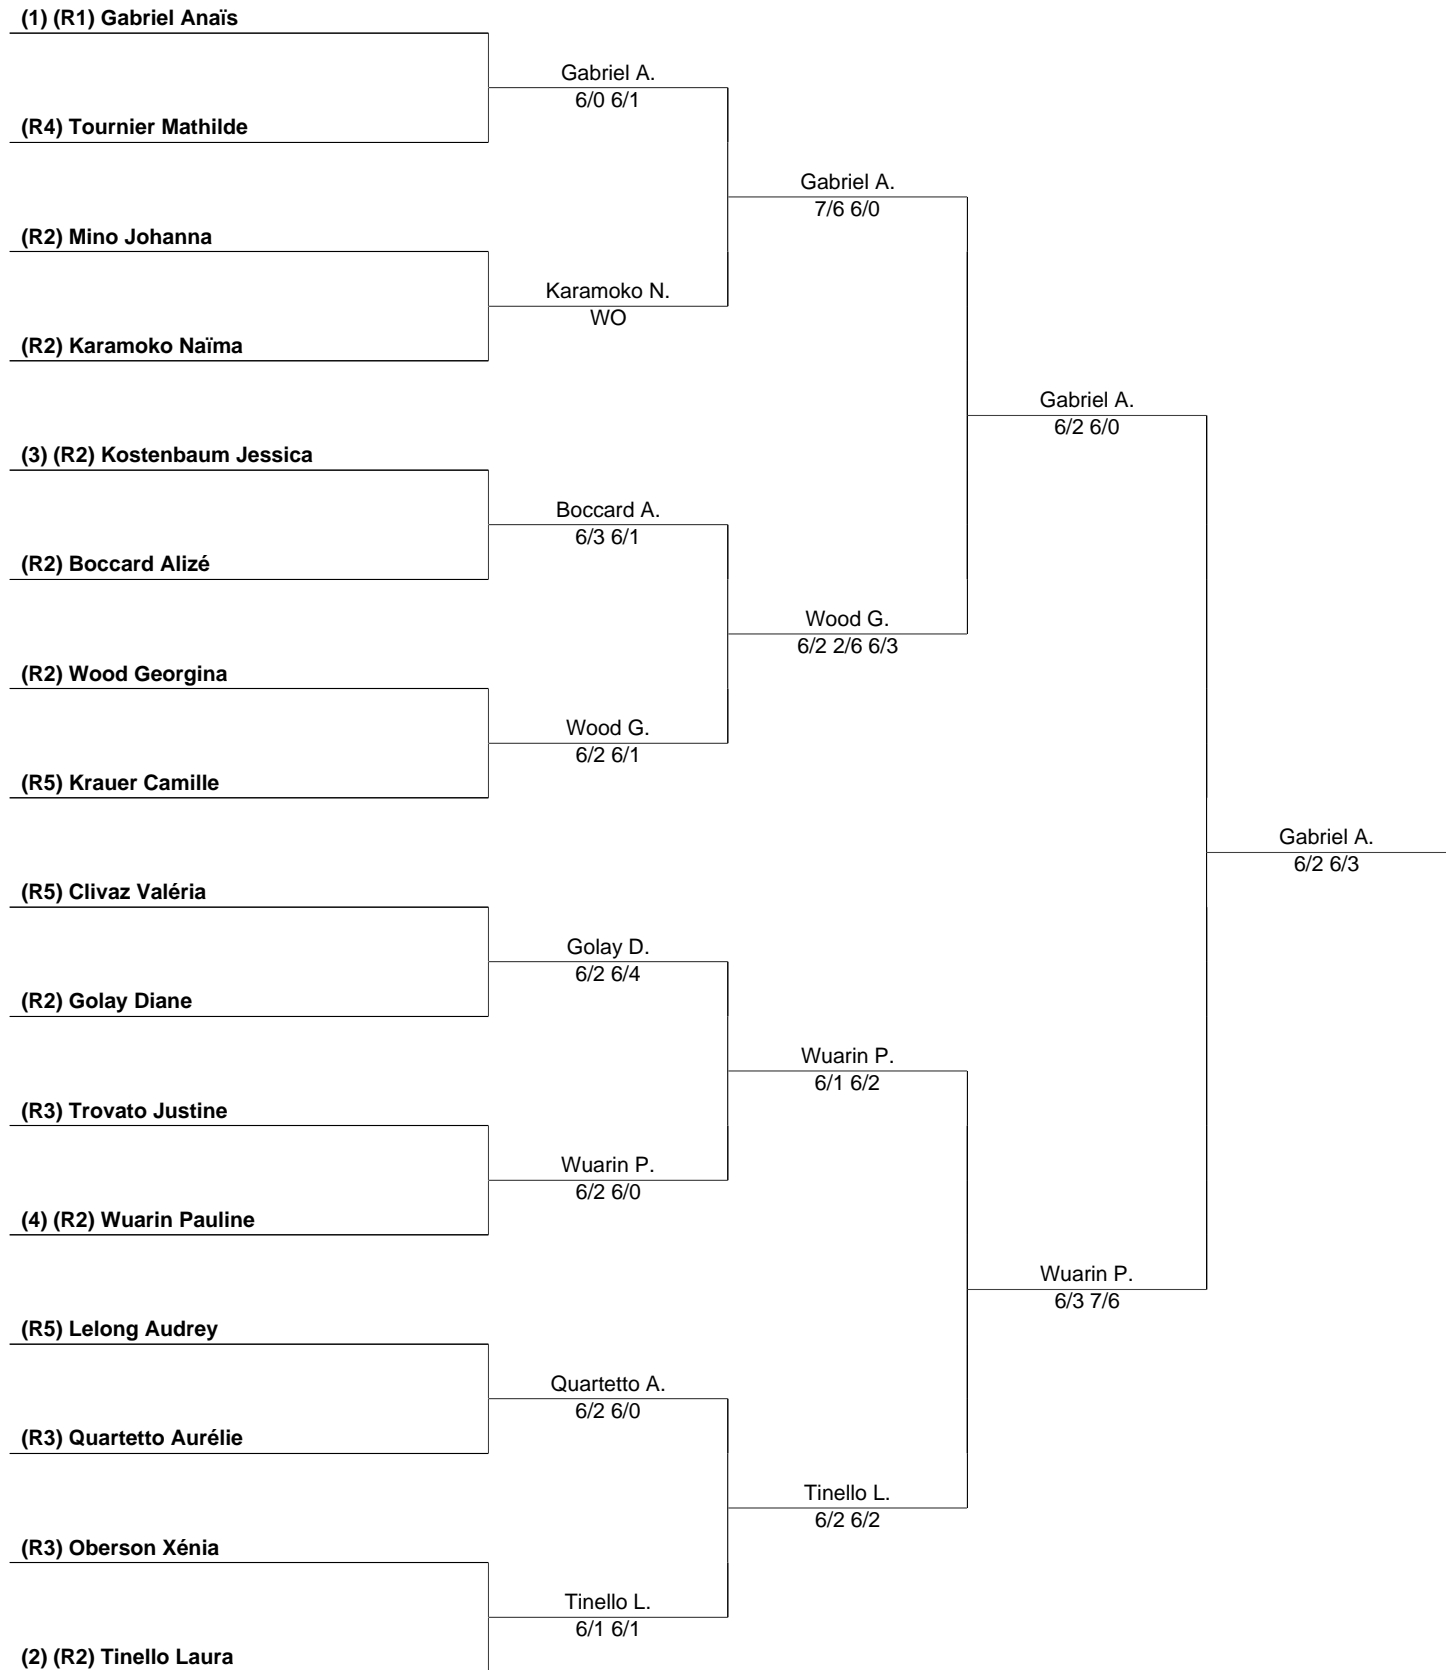 (1) (R1) Gabriel Anaïs
Gabriel A.
6/0 6/1
(R4) Tournier Mathilde
Gabriel A.
7/6 6/0
(R2) Mino Johanna
Karamoko N.
WO
(R2) Karamoko Naïma
Gabriel A.
6/2 6/0
(3) (R2) Kostenbaum Jessica
Boccard A.
6/3 6/1
(R2) Boccard Alizé
Wood G.
6/2 2/6 6/3
(R2) Wood Georgina
Wood G.
6/2 6/1
(R5) Krauer Camille
Gabriel A.
6/2 6/3
(R5) Clivaz Valéria
Golay D.
6/2 6/4
(R2) Golay Diane
Wuarin P.
6/1 6/2
(R3) Trovato Justine
Wuarin P.
6/2 6/0
(4) (R2) Wuarin Pauline
Wuarin P.
6/3 7/6
(R5) Lelong Audrey
Quartetto A.
6/2 6/0
(R3) Quartetto Aurélie
Tinello L.
6/2 6/2
(R3) Oberson Xénia
Tinello L.
6/1 6/1
(2) (R2) Tinello Laura